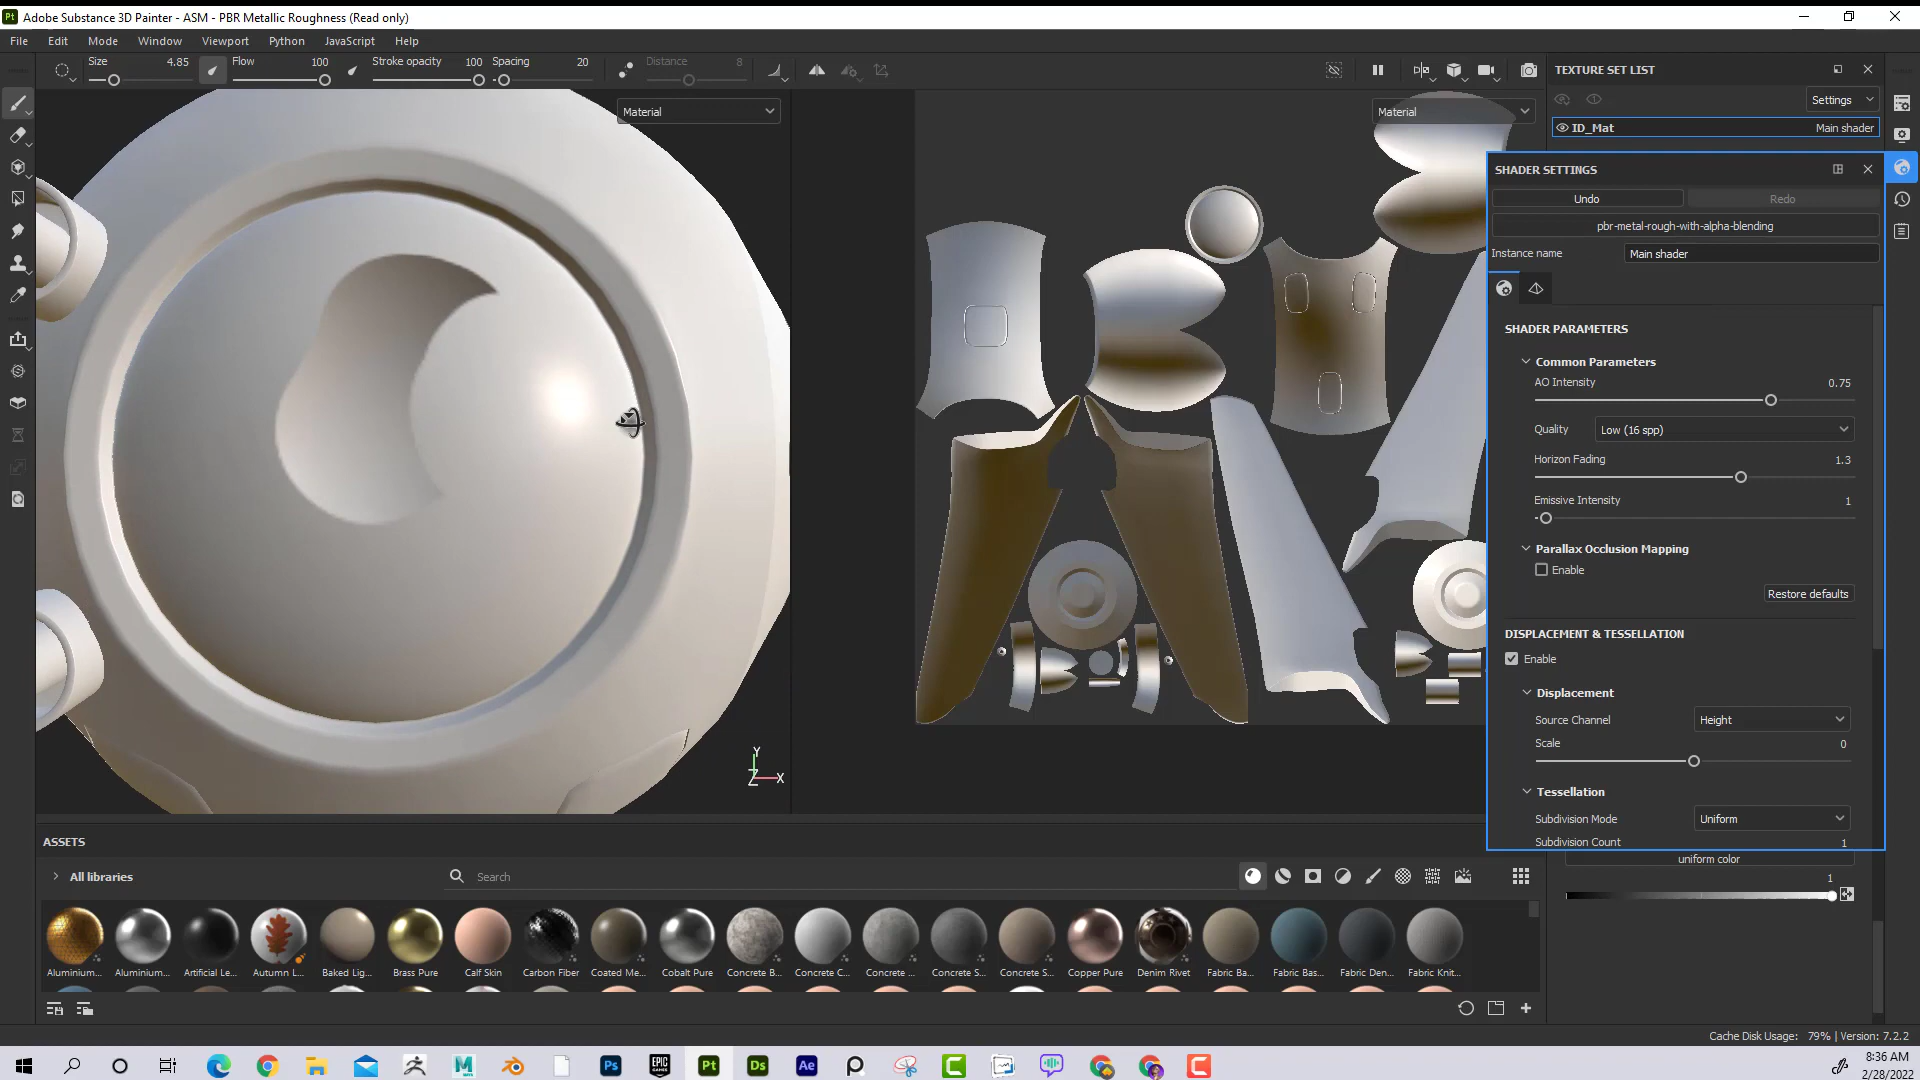 Pt Adobe Substance 3D Painter - ASM - PBR Metallic Roughness (Read only)
File Edit Mode Window Viewport Python JavaScript Help
Size 4.85 Flow 100 Stroke opacity 100 Spacing 20 Distance 8
TEXTURE SET LIST
Settings
Material
Material
ID_Mat Main shader
SHADER SETTINGS
Undo Redo
pbr-metal-rough-with-alpha-blending
Instance name Main shader
SHADER PARAMETERS
Common Parameters
AO Intensity 0.75
Quality Low (16 spp)
Horizon Fading 1.3
Emissive Intensity 1
Parallax Occlusion Mapping
Enable
Restore defaults
DISPLACEMENT & TESSELLATION
Enable
Displacement
Source Channel Height
Scale 0
Tessellation
Subdivision Mode Uniform
Subdivision Count 1
uniform color
1
Y
Z X
ASSETS
All libraries
Search
Aluminium... Aluminium... Artificial Le... Autumn L... Baked Lig... Brass Pure Calf Skin Carbon Fiber Coated Me... Cobalt Pure Concrete B... Concrete C... Concrete ... Concrete S... Concrete S... Copper Pure Denim Rivet Fabric Ba... Fabric Bas... Fabric Den... Fabric Knit...
Cache Disk Usage: 79% | Version: 7.2.2
Ps EPIC GAMES Pt Ds Ae
8:36 AM
2/28/2022